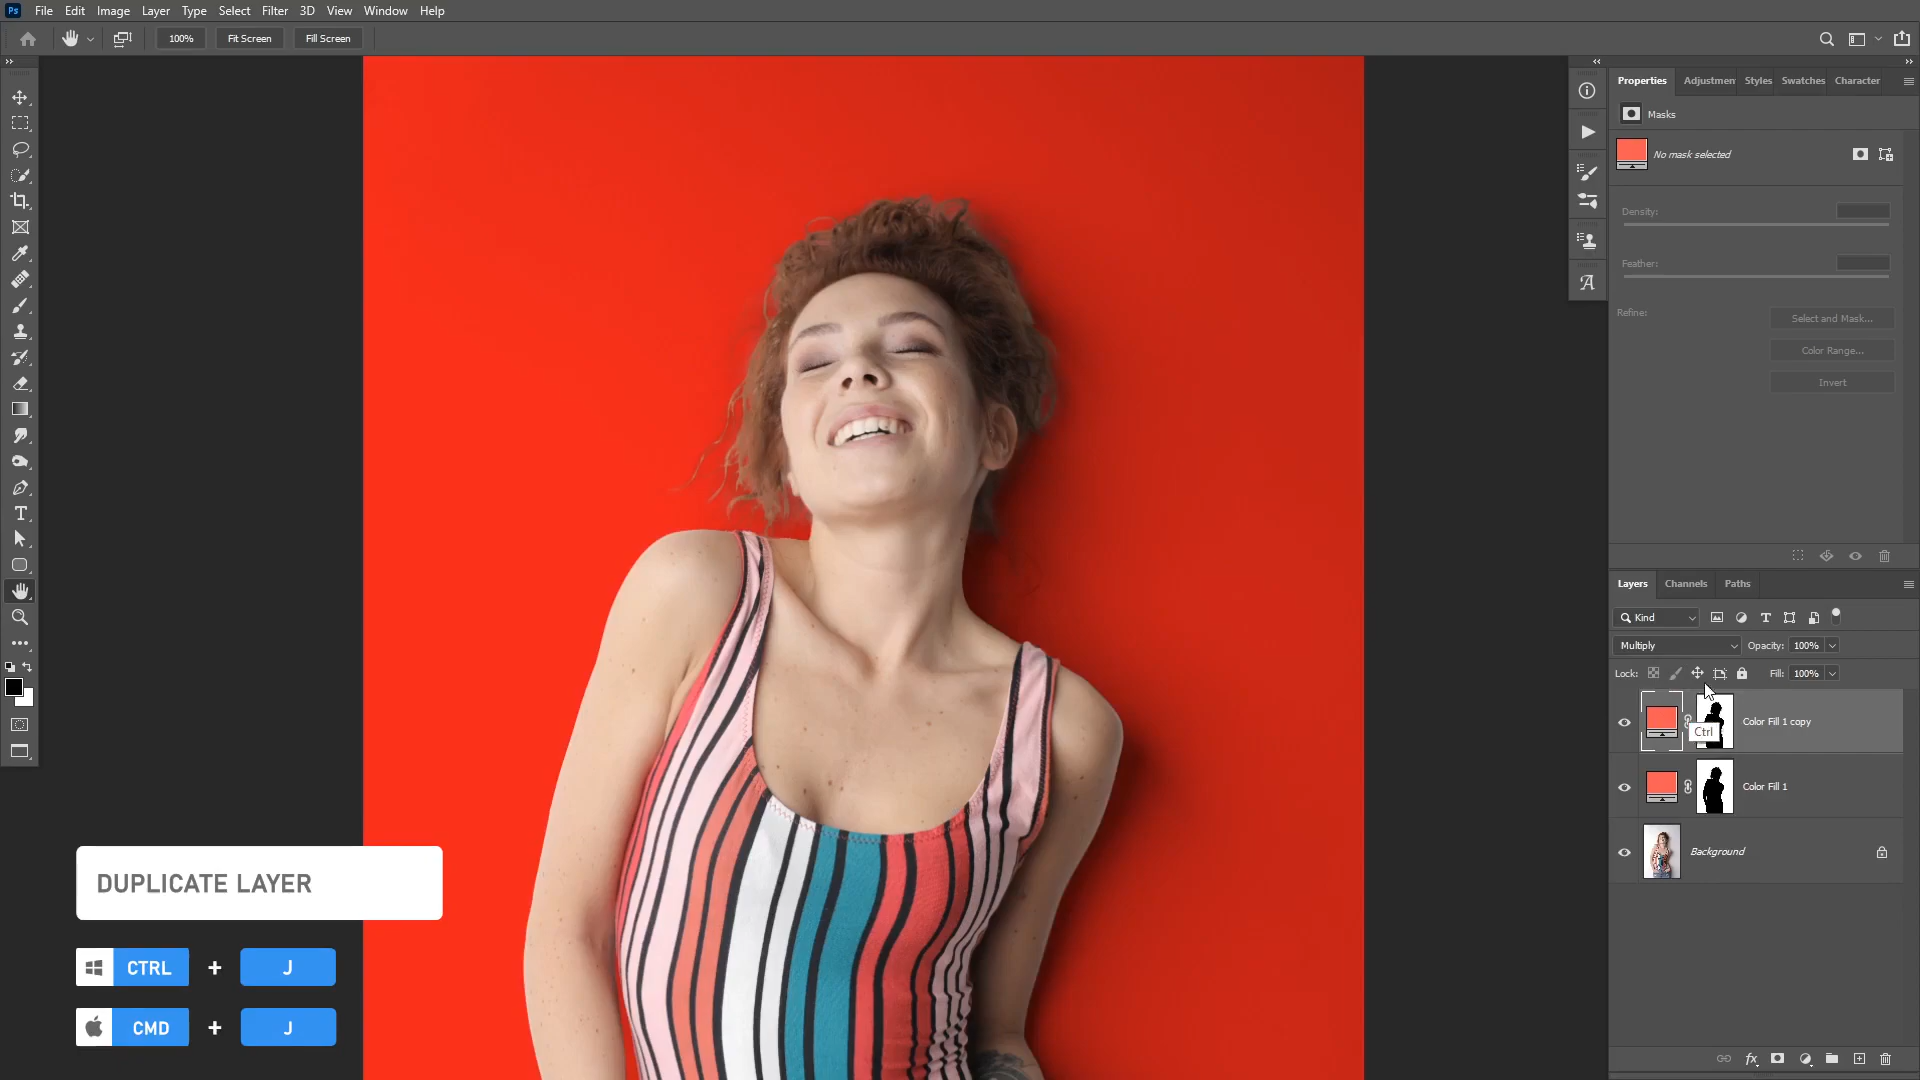 Ps File Edit Image Layer Type Select Filter 3D View Window Help
100% Fit Screen Fill Screen
Properties Adjustmen Styles Swatches Character
Masks
No mask selected
Density:
Feather:
Refine: Select and Mask...
Color Range...
Invert
Layers Channels Paths
Kind
Multiply Opacity: 100%
Lock: Fill: 100%
Color Fill 1 copy
Ctrl
Color Fill 1
Background
fx
DUPLICATE LAYER
CTRL + J
CMD + J